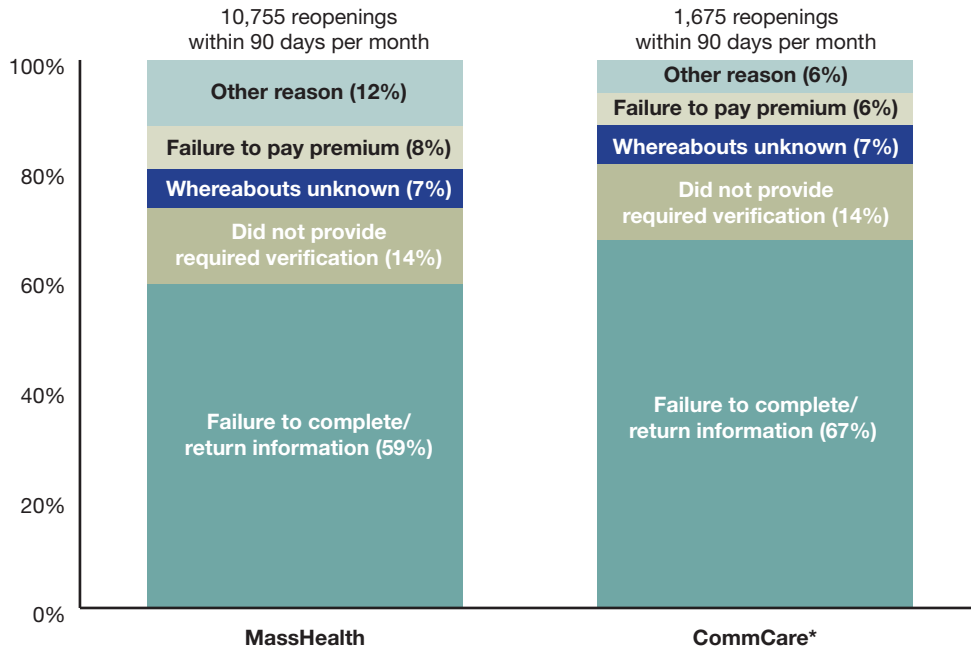 10,755 reopenings
within 90 days per month
1,675 reopenings
within 90 days per month
100%
80%
60%
40%
20%
0%
Other reason (12%)
Failure to pay premium (8%)
Whereabouts unknown (7%)
Did not provide
required verification (14%)
Failure to complete/
return information (59%)
Other reason (6%)
Failure to pay premium (6%)
Whereabouts unknown (7%)
Did not provide
required verification (14%)
Failure to complete/
return information (67%)
MassHealth
CommCare*